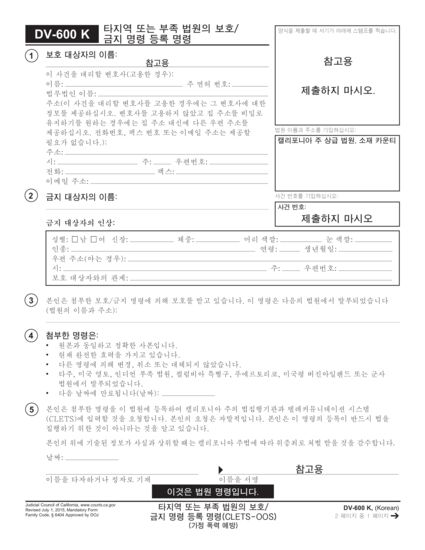 DV-600 K
타지역 또는 부족 법원의 보호/
금지 명령 등록 명령
명식을 제출할 때 서기가 여기에 스탬프를 찍습니다.
참고용
제출하지 마시오.
1 보호 대상자의 이름:
참고용
이 사건을 대리할 변호사(고용한 경우):
이름: 주 면허 번호:
법무법인 이름:
주소(이 사건을 대리할 변호사를 고용한 경우에는 그 변호사에 대한
정보를 제공하십시오. 변호사를 고용하지 않았고 집 주소를 비밀로
유지하기를 원하는 경우에는 집 주소 대신에 다른 우편 주소를
제공하십시오. 전화번호, 팩스 번호 또는 이메일 주소는 제공할
필요가 없습니다.):
주소:
시: 주: 우편번호:
전화: 팩스:
이메일 주소:
법원 이름과 주소를 기입하십시오:
캘리포니아 주 상급 법원, 소재 카운티
2 금지 대상자의 이름:
사건 번호를 기입하십시오:
사건 번호:
제출하지 마시오
금지 대상자의 인상:
성별: 남 여 신장: 체중: 머리 색깔: 눈 색깔:
인종: 연령: 생년월일:
우편 주소(아는 경우):
시: 주: 우편번호:
보호 대상자와의 관계:
3 본인은 첨부한 보호/금지 명령에 의해 보호를 받고 있습니다. 이 명령은 다음의 법원에서 발부되었습니다
(법원의 이름과 주소):
4 첨부한 명령은:
• 원본과 동일하고 정확한 사본입니다.
• 현재 완전한 효력을 가지고 있습니다.
• 다른 명령에 의해 변경, 취소 또는 대체되지 않았습니다.
• 타주, 미국 영토, 인디언 부족 법원, 컬럼비아 특별구, 푸에르토리코, 미국령 버진아일랜드 또는 군사
법원에서 발부되었습니다.
• 다음 날짜에 만료됩니다(날짜):
5 본인은 첨부한 명령을 이 법원에 등록하여 캘리포니아 주의 법집행기관과 텔레커뮤니케이션 시스템
(CLETS)에 입력할 것을 요청합니다. 본인의 요청은 자발적입니다. 본인은 이 명령의 등록이 반드시 법을
집행하기 위한 것이 아니라는 것을 알고 있습니다.
본인의 위에 기술된 정보가 사실과 상위할 때는 캘리포니아 주법에 따라 위증죄로 처벌 받을 것을 감수합니다.
날짜:
참고용
이름을 타자하거나 정자로 기재
이름을 서명
이것은 법원 명령입니다.
Judicial Council of California, www.courts.ca.gov
Revised July 1, 2015, Mandatory Form
Family Code, § 6404 Approved by DOJ
타지역 또는 부족 법원의 보호/
금지 명령 등록 명령(CLETS-OOS)
(가정 폭력 예방)
DV-600 K, (Korean)
2 페이지 중 1 페이지